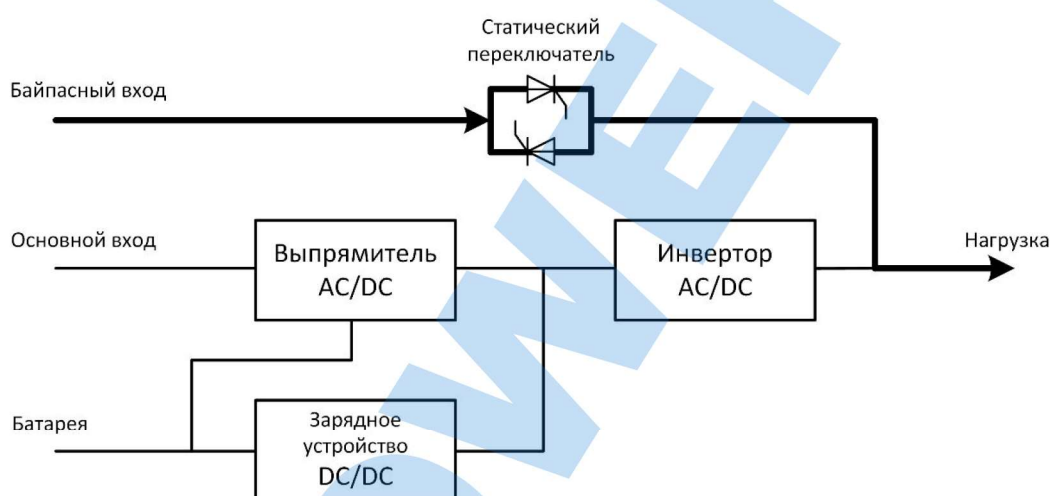 Статический
переключатель
Байпасный вход
Основной вход
Выпрямитель
AC/DC
Инвертор
AC/DC
Нагрузка
Батарея
Зарядное
устройство
DC/DC